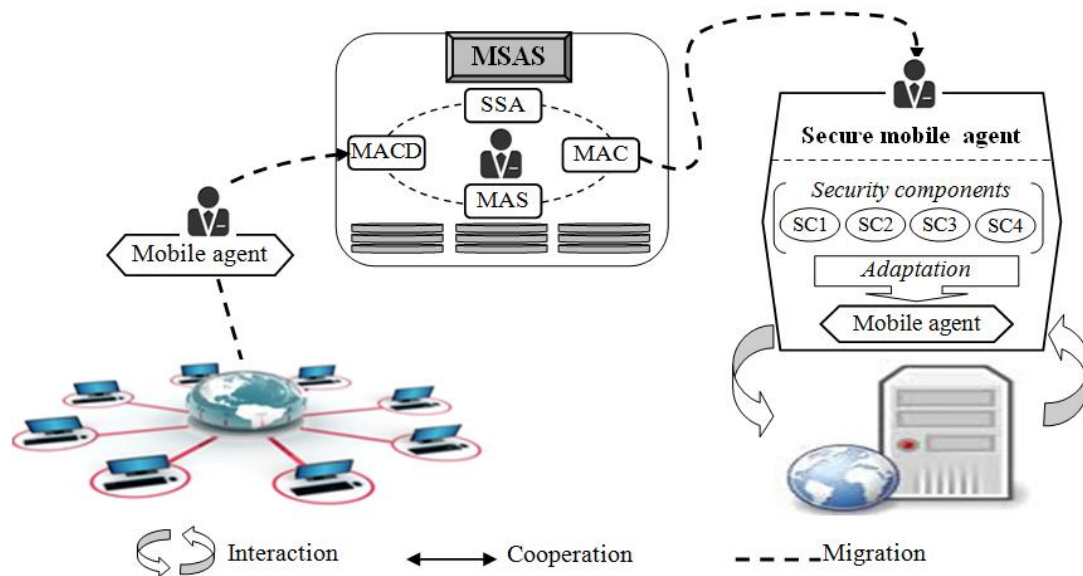 MSAS
SSA
MACD
MAC
MAS
Mobile agent
Secure mobile agent
Security components
SC1 SC2 SC3 SC4
Adaptation
Mobile agent
Interaction
Cooperation
Migration